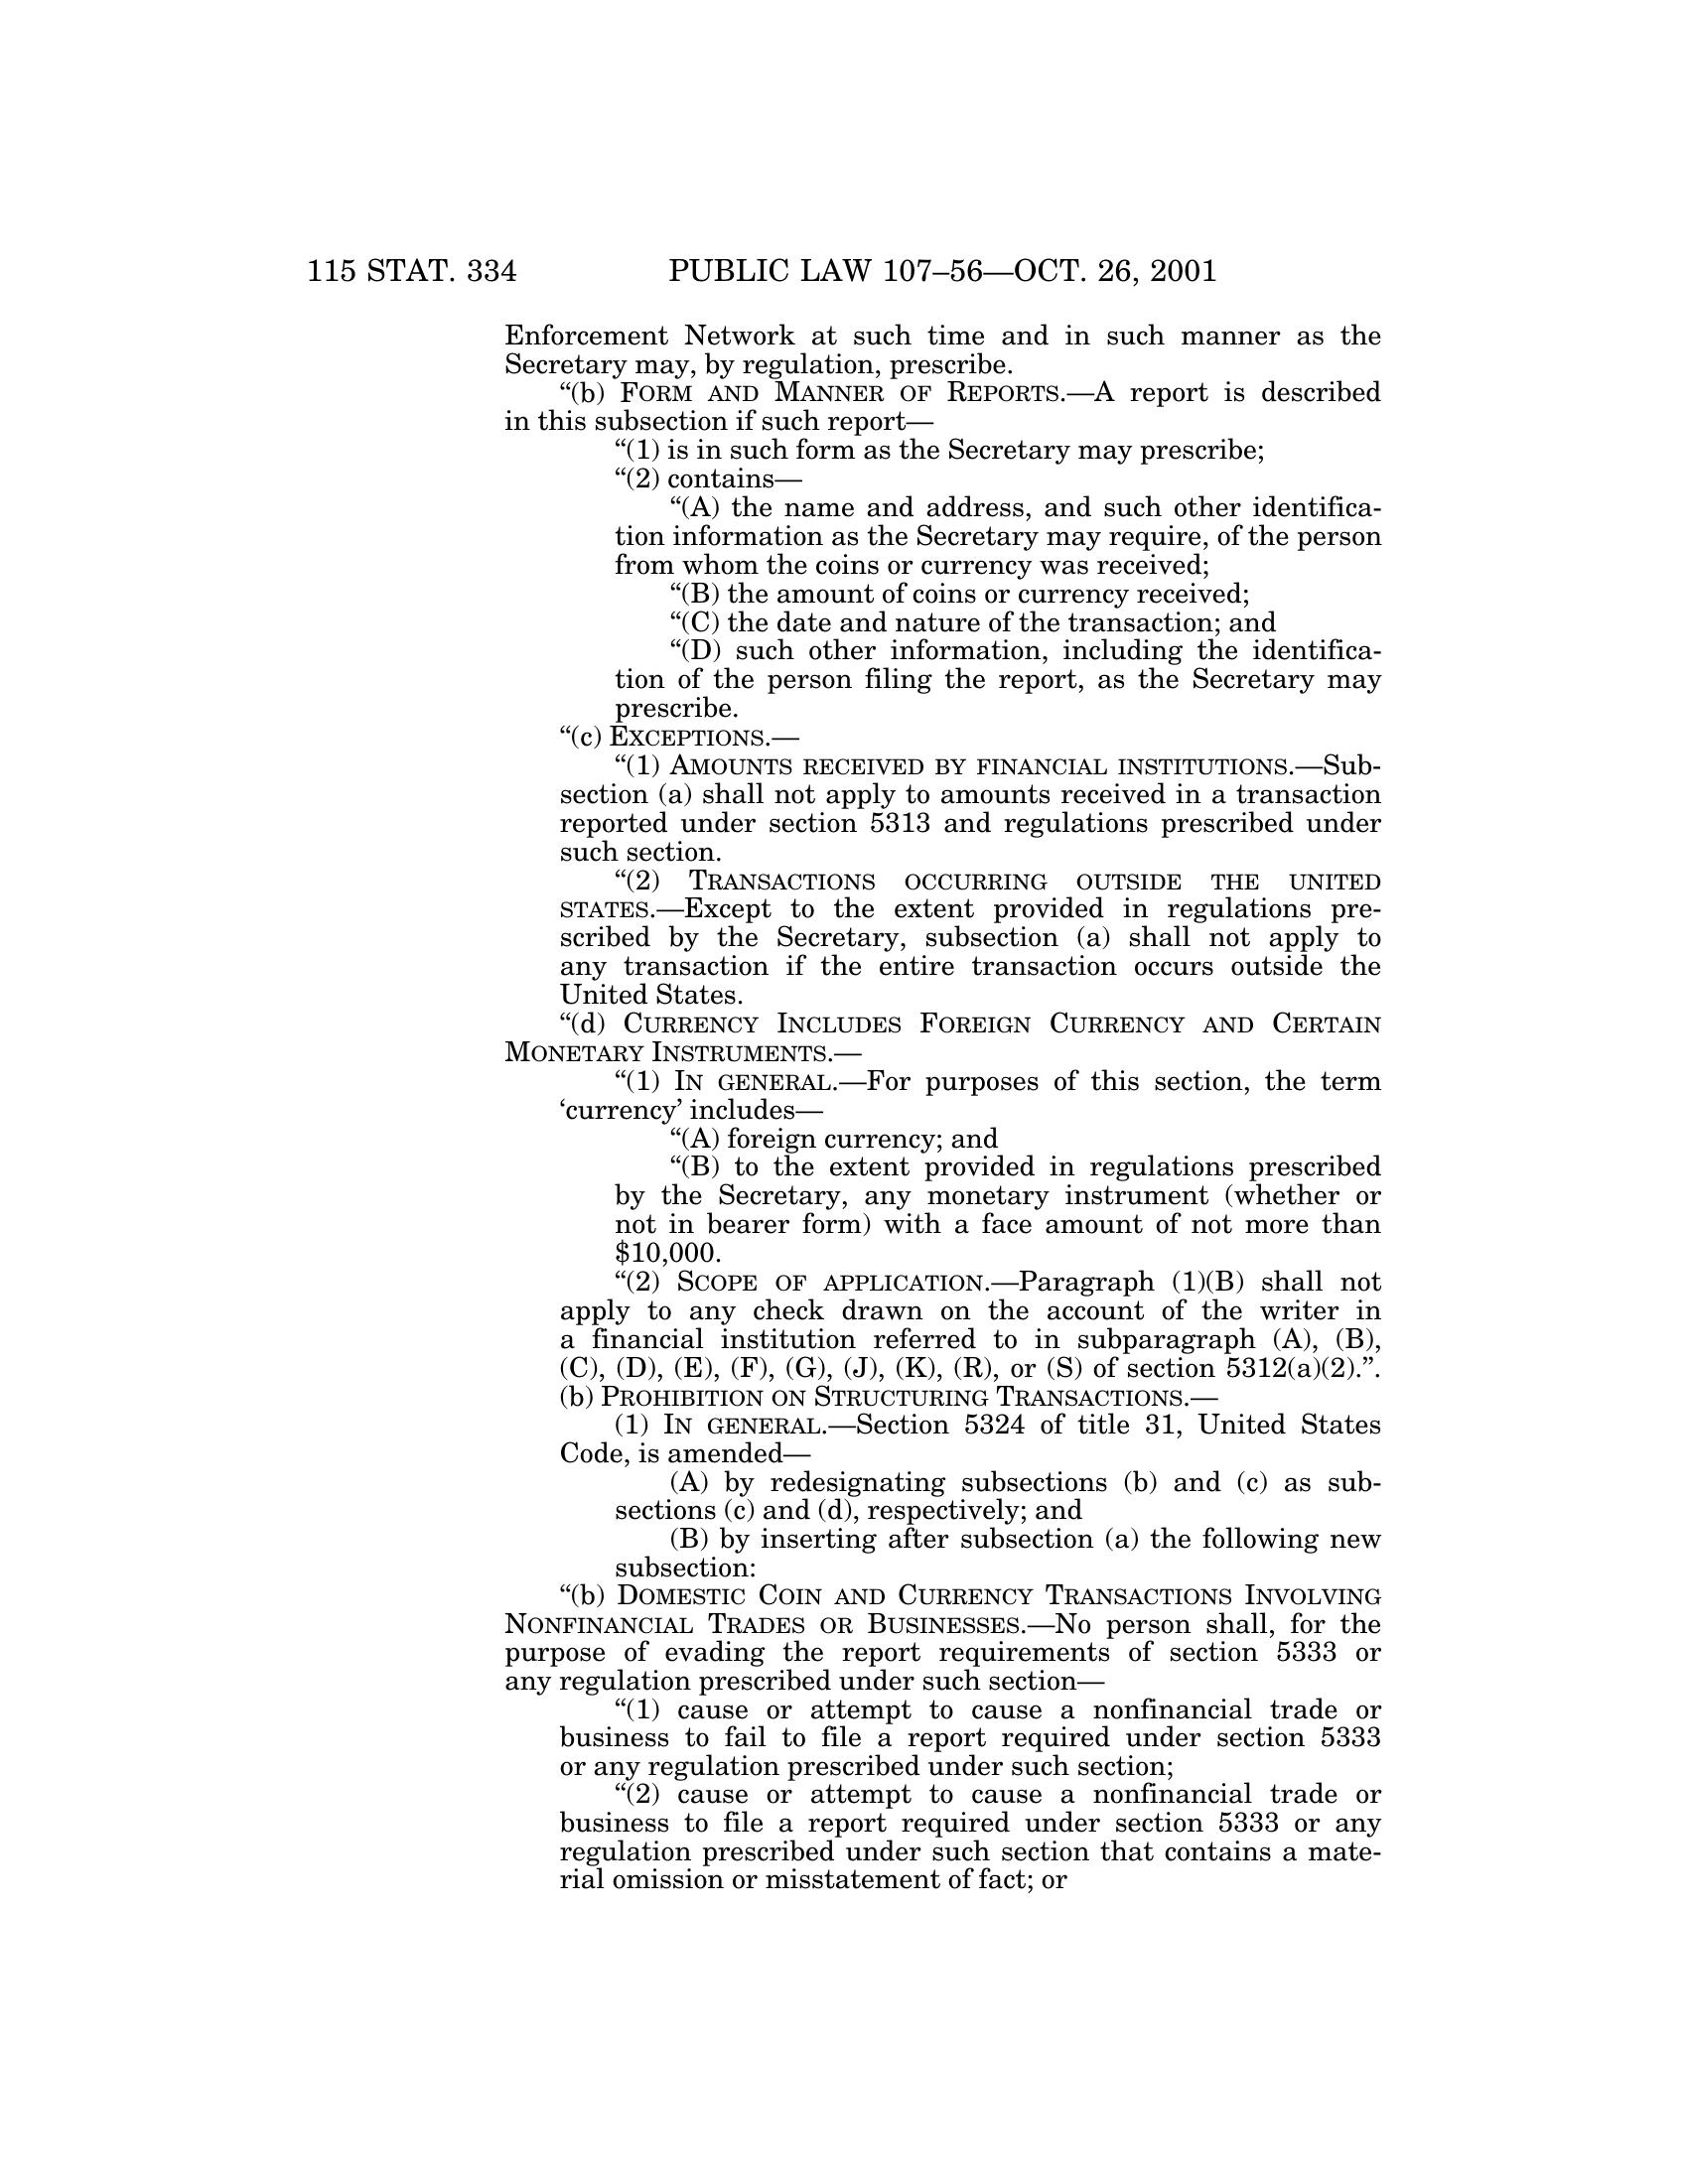 115 STAT. 334 PUBLIC LAW 107–56—OCT. 26, 2001
Enforcement Network at such time and in such manner as the
Secretary may, by regulation, prescribe.
“(b) FORM AND MANNER OF REPORTS.—A report is described
in this subsection if such report—
“(1) is in such form as the Secretary may prescribe;
“(2) contains—
“(A) the name and address, and such other identifica-
tion information as the Secretary may require, of the person
from whom the coins or currency was received;
“(B) the amount of coins or currency received;
“(C) the date and nature of the transaction; and
“(D) such other information, including the identifica-
tion of the person filing the report, as the Secretary may
prescribe.
“(c) EXCEPTIONS.—
“(1) AMOUNTS RECEIVED BY FINANCIAL INSTITUTIONS.—Sub-
section (a) shall not apply to amounts received in a transaction
reported under section 5313 and regulations prescribed under
such section.
“(2) TRANSACTIONS OCCURRING OUTSIDE THE UNITED
STATES.—Except to the extent provided in regulations pre-
scribed by the Secretary, subsection (a) shall not apply to
any transaction if the entire transaction occurs outside the
United States.
“(d) CURRENCY INCLUDES FOREIGN CURRENCY AND CERTAIN
MONETARY INSTRUMENTS.—
“(1) IN GENERAL.—For purposes of this section, the term
‘currency’ includes—
“(A) foreign currency; and
“(B) to the extent provided in regulations prescribed
by the Secretary, any monetary instrument (whether or
not in bearer form) with a face amount of not more than
$10,000.
“(2) SCOPE OF APPLICATION.—Paragraph (1)(B) shall not
apply to any check drawn on the account of the writer in
a financial institution referred to in subparagraph (A), (B),
(C), (D), (E), (F), (G), (J), (K), (R), or (S) of section 5312(a)(2).”.
(b) PROHIBITION ON STRUCTURING TRANSACTIONS.—
(1) IN GENERAL.—Section 5324 of title 31, United States
Code, is amended—
(A) by redesignating subsections (b) and (c) as sub-
sections (c) and (d), respectively; and
(B) by inserting after subsection (a) the following new
subsection:
“(b) DOMESTIC COIN AND CURRENCY TRANSACTIONS INVOLVING
NONFINANCIAL TRADES OR BUSINESSES.—No person shall, for the
purpose of evading the report requirements of section 5333 or
any regulation prescribed under such section—
“(1) cause or attempt to cause a nonfinancial trade or
business to fail to file a report required under section 5333
or any regulation prescribed under such section;
“(2) cause or attempt to cause a nonfinancial trade or
business to file a report required under section 5333 or any
regulation prescribed under such section that contains a mate-
rial omission or misstatement of fact; or